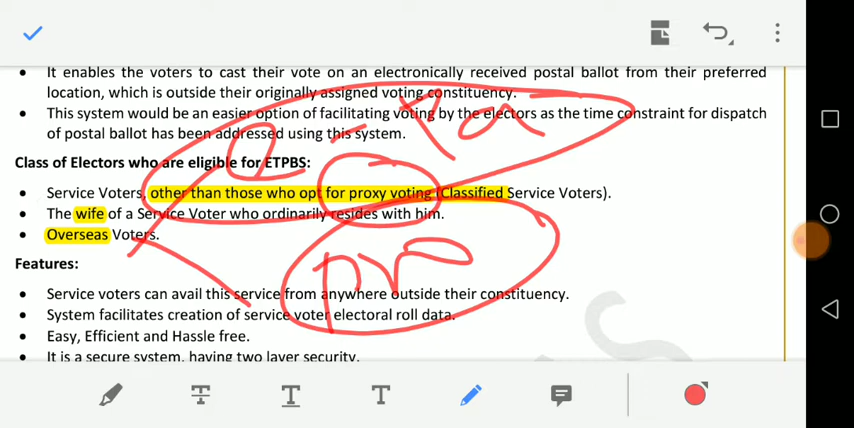 • It enables the voters to cast their vote on an electronically received postal ballot from their preferred
location, which is outside their originally assigned voting constituency.
• This system would be an easier option of facilitating voting by the electors as the time constraint for dispatch
of postal ballot has been addressed using this system.
Class of Electors who are eligible for ETPBS:
• Service Voters, other than those who opt for proxy voting (Classified Service Voters).
• The wife of a Service Voter who ordinarily resides with him.
• Overseas Voters.
pro
Features:
• Service voters can avail this service from anywhere outside their constituency.
• System facilitates creation of service voter electoral roll data.
• Easy, Efficient and Hassle free.
• It is a secure system, having two layer security.
T T T